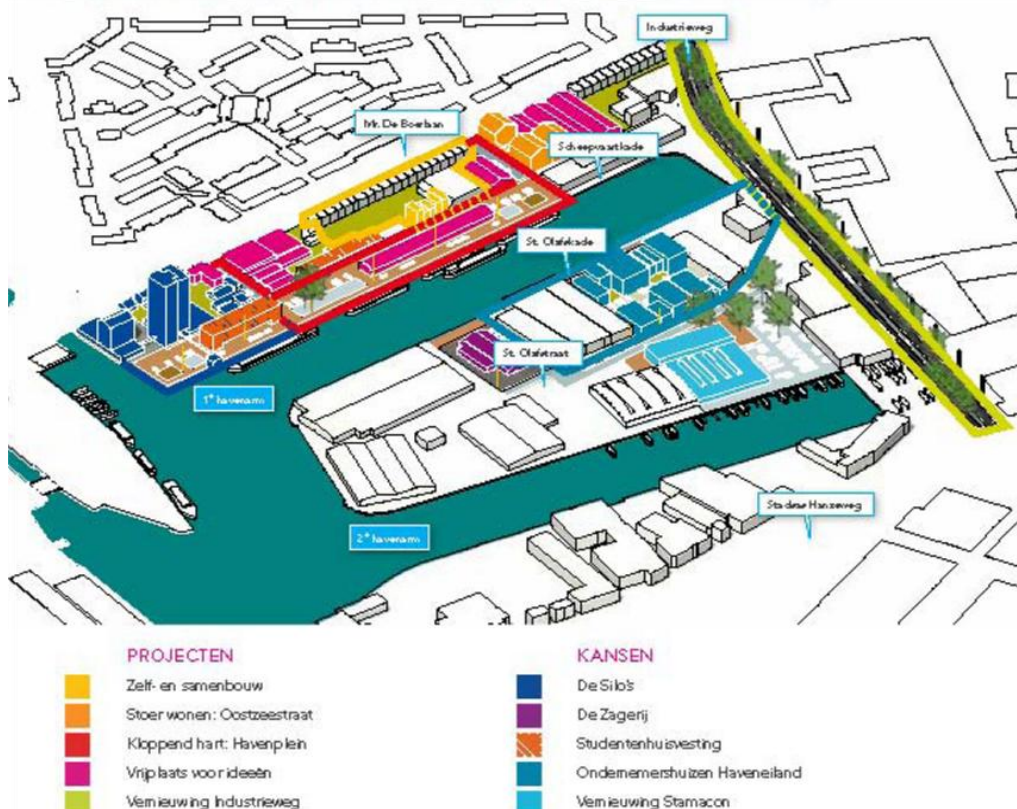 Industrieweg
Mr. De Boerlaan
Scheepvaartkade
St. Olafskade
St. Olafstraat
1e havenarm
Stadese Hanzeweg
2e havenarm
PROJECTEN
Zelf- en samenbouw
Stoer wonen: Oostzeestraat
Kloppend hart: Havenplein
Vrijplaats voor ideeën
Vernieuwing Industrieweg
KANSEN
De Silo's
De Zagerij
Studentenhuisvesting
Ondernemershuizen Haveneiland
Vernieuwing Stamacon